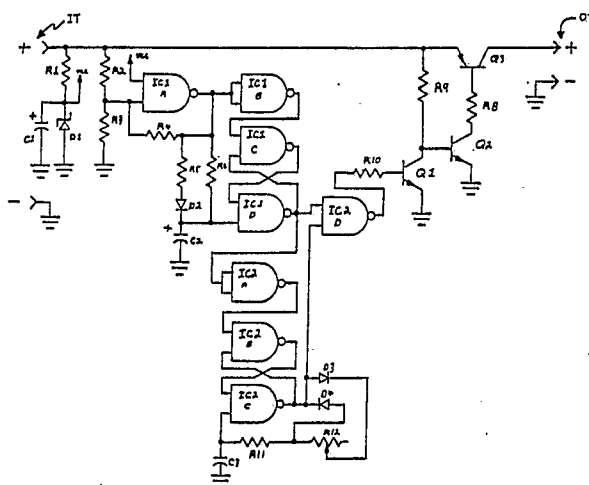 IT
O
+
+
Q3
R1
R2
IC1
A
IC1
B
R9
-
R3
R8
+
C1
D1
R4
IC1
C
Q2
R10
Q1
R5
R6
-
D2
IC1
D
IC2
D
+
C2
IC2
A
IC2
B
D3
IC2
C
D4
R12
R11
C3